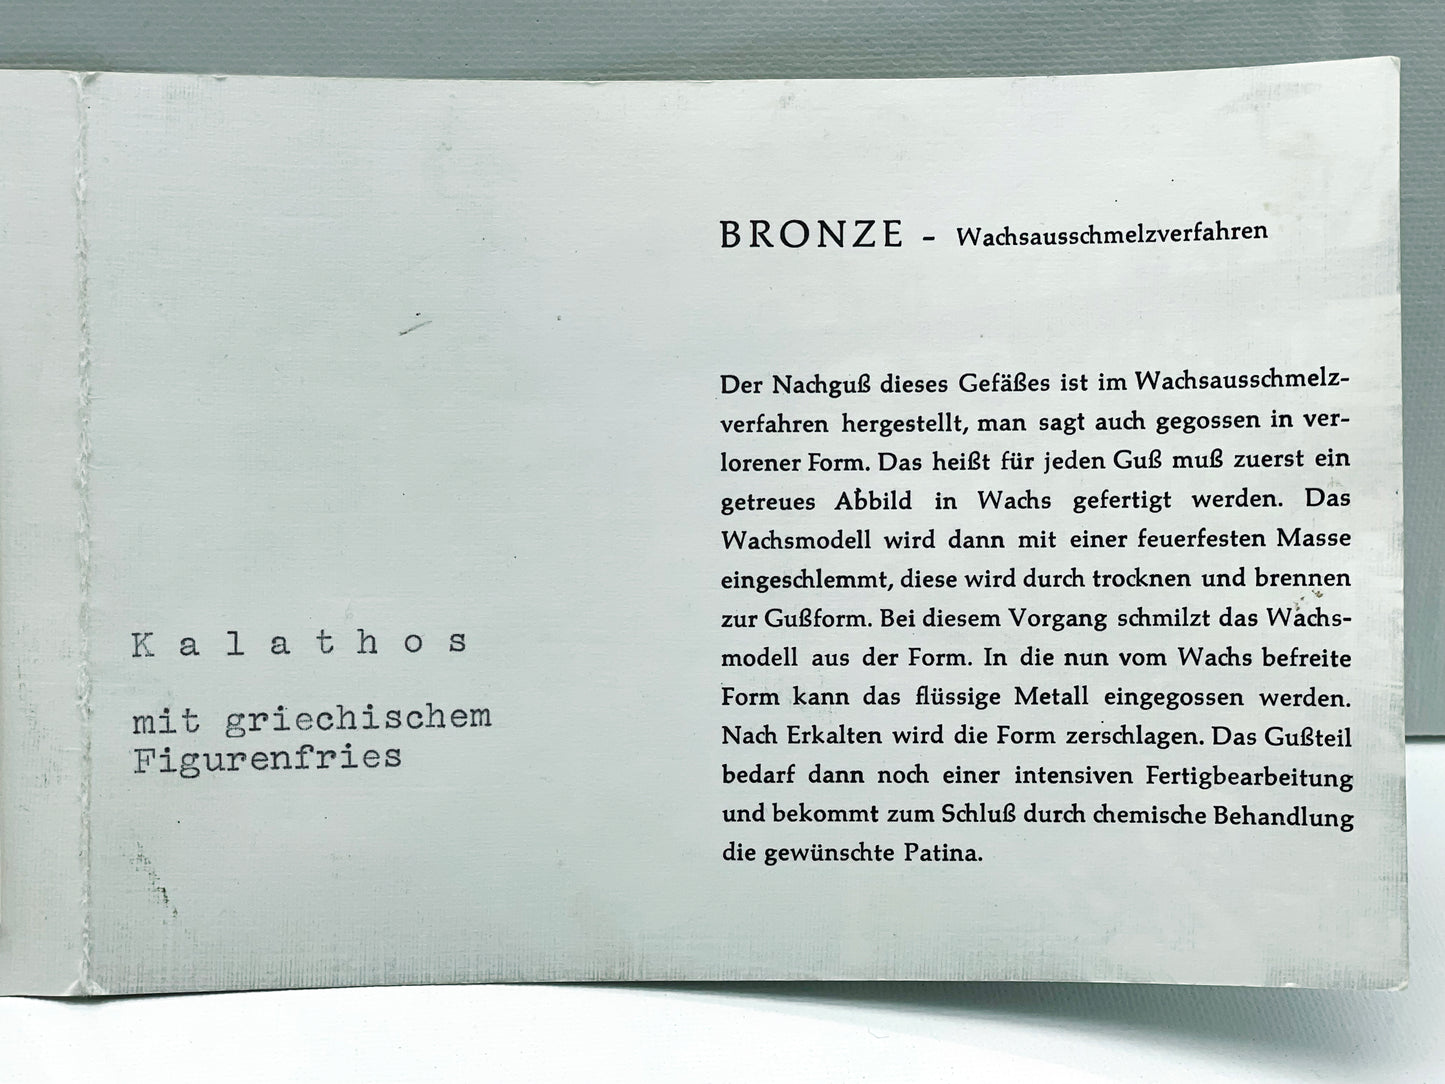 K a l a t h o s
mit griechischem
Figurenfries
BRONZE - Wachsausschmelzverfahren
Der Nachguß dieses Gefäßes ist im Wachsausschmelz-
verfahren hergestellt, man sagt auch gegossen in ver-
lorener Form. Das heißt für jeden Guß muß zuerst ein
getreues Abbild in Wachs gefertigt werden. Das
Wachsmodell wird dann mit einer feuerfesten Masse
eingeschlemmt, diese wird durch trocknen und brennen
zur Gußform. Bei diesem Vorgang schmilzt das Wachs-
modell aus der Form. In die nun vom Wachs befreite
Form kann das flüssige Metall eingegossen werden.
Nach Erkalten wird die Form zerschlagen. Das Gußteil
bedarf dann noch einer intensiven Fertigbearbeitung
und bekommt zum Schluß durch chemische Behandlung
die gewünschte Patina.